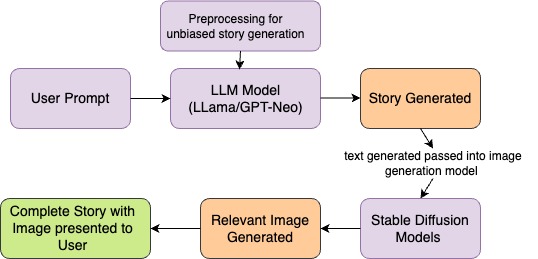 Preprocessing for
unbiased story generation
User Prompt
LLM Model
(LLama/GPT-Neo)
Story Generated
text generated passed into image
generation model
Complete Story with
Image presented to
User
Relevant Image
Generated
Stable Diffusion
Models